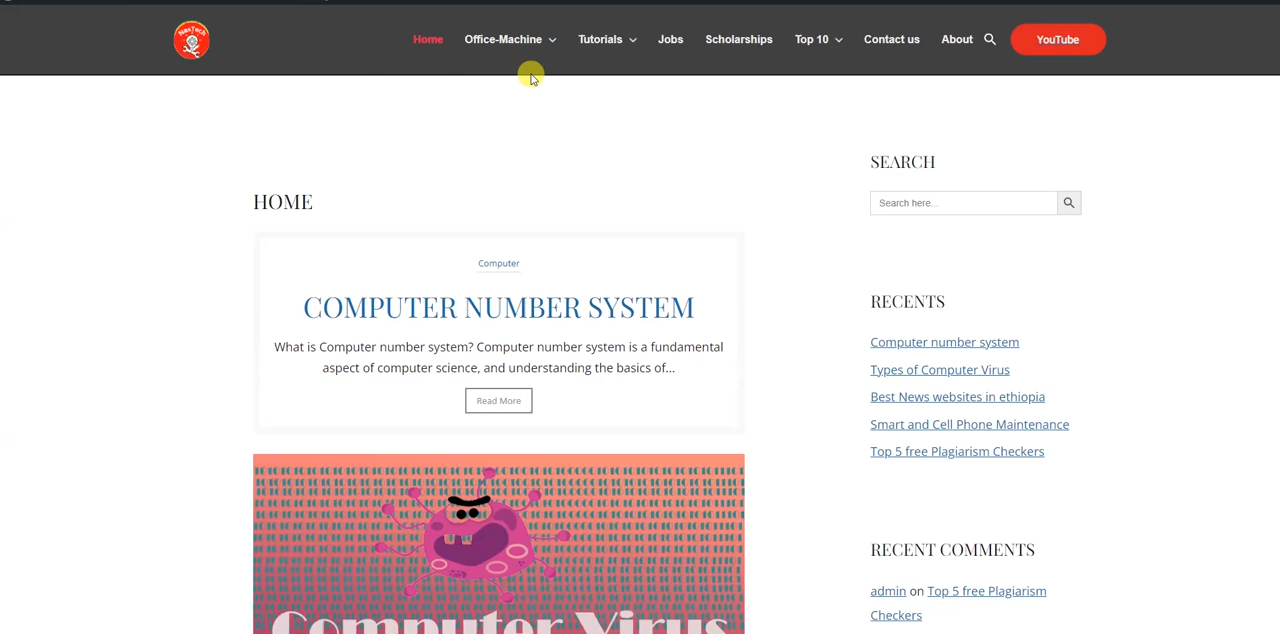 NasTech
Home
Office-Machine
Tutorials
Jobs
Scholarships
Top 10
Contact us
About
YouTube
HOME
Computer
COMPUTER NUMBER SYSTEM
What is Computer number system? Computer number system is a fundamental
aspect of computer science, and understanding the basics of...
Read More
Computer Virus
SEARCH
Search here...
RECENTS
Computer number system
Types of Computer Virus
Best News websites in ethiopia
Smart and Cell Phone Maintenance
Top 5 free Plagiarism Checkers
RECENT COMMENTS
admin on Top 5 free Plagiarism
Checkers